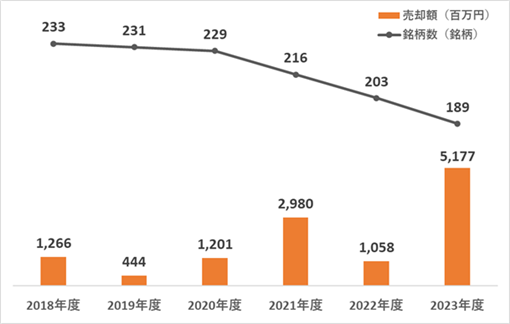 売却額（百万円）
銘柄数（銘柄）
233 231 229 216 203 189
1,266 444 1,201 2,980 1,058 5,177
2018年度 2019年度 2020年度 2021年度 2022年度 2023年度